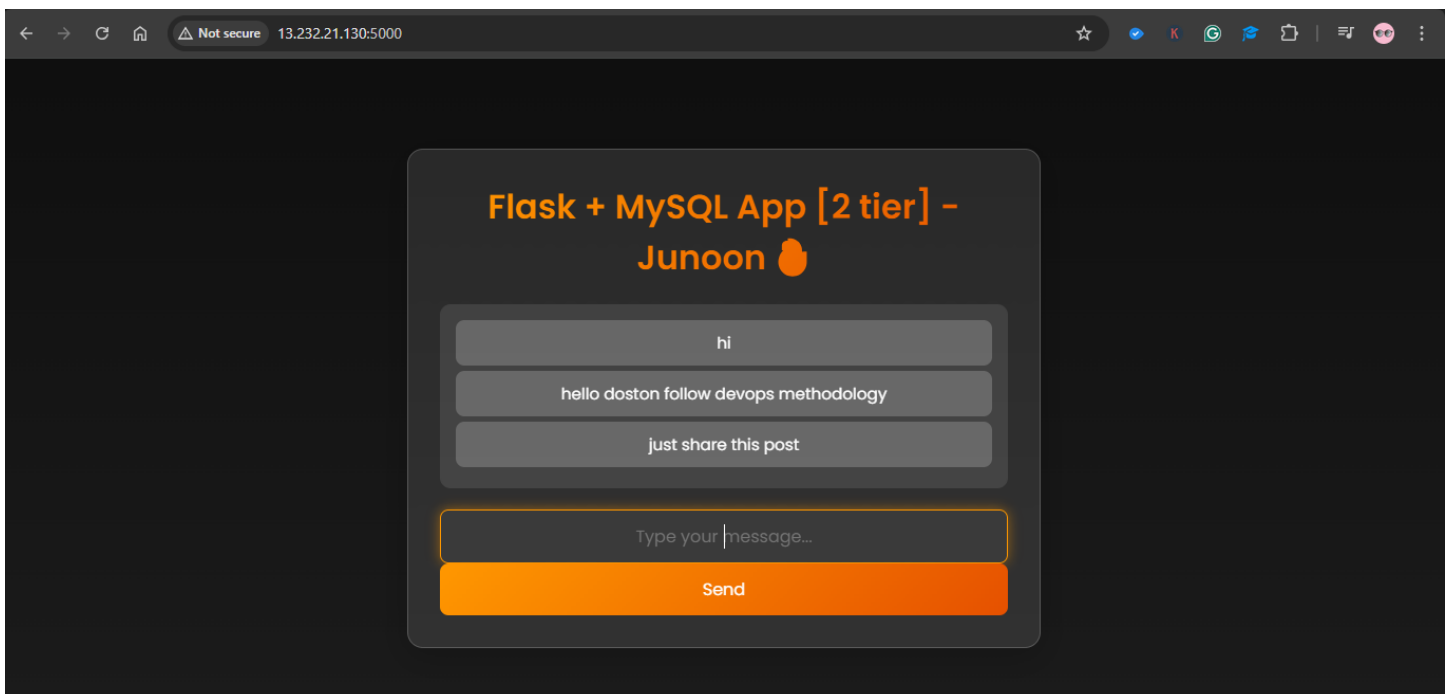 Not secure 13.232.21.130:5000
K
Flask + MySQL App [2 tier] -
Junoon
hi
hello doston follow devops methodology
just share this post
Type your message...
Send